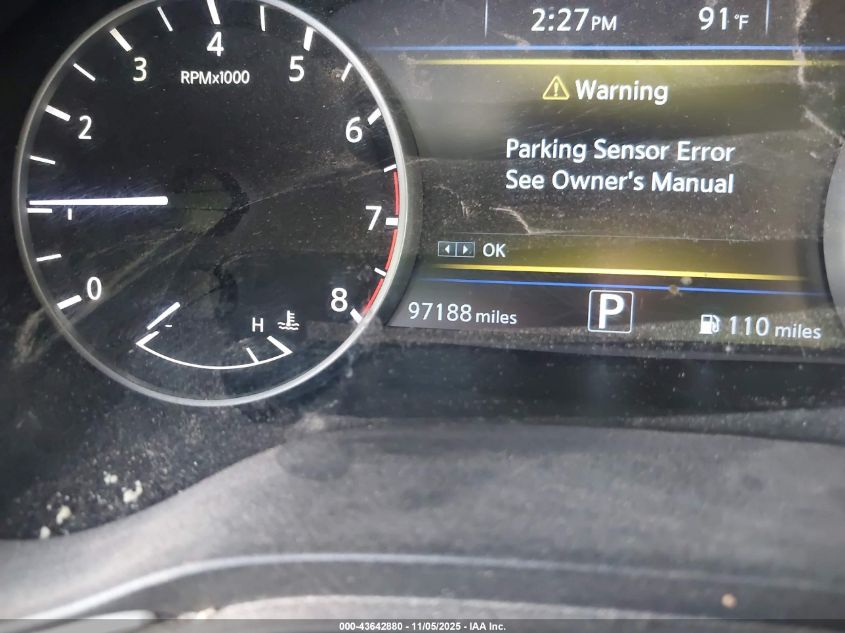 2:27PM 91°F
Warning
Parking Sensor Error
See Owner's Manual
OK
97188 miles P 110 miles
0
1
2
3
4
5
6
7
8
RPMx1000
H
000-43642880 - 11/05/2025 - IAA Inc.